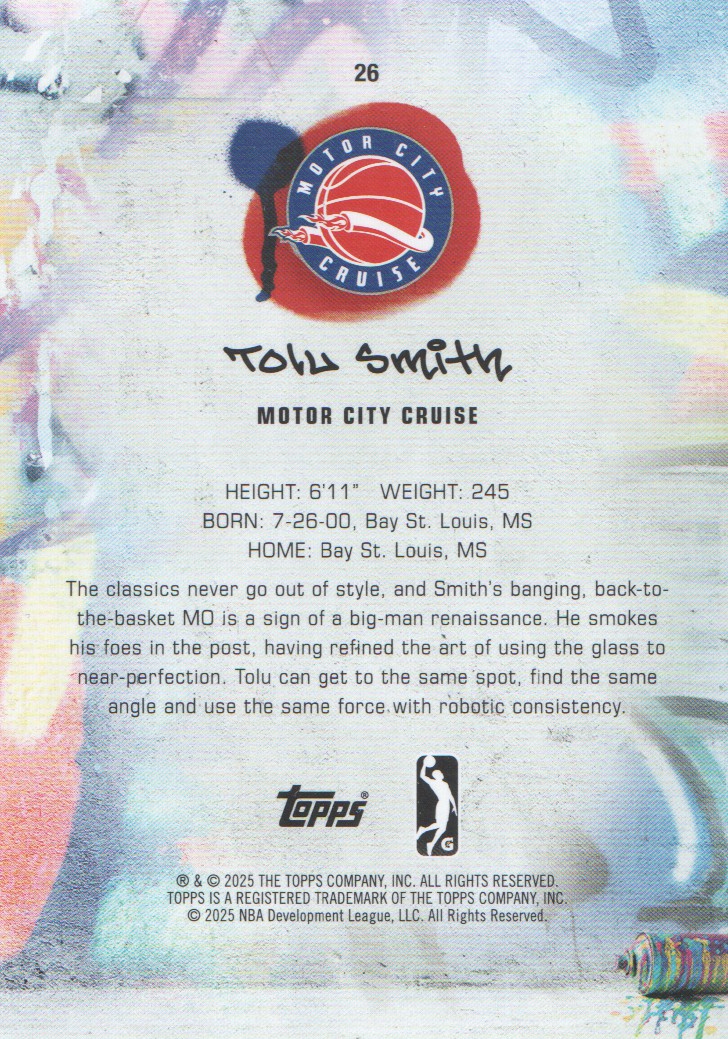 26
MOTOR CITY
CRUISE
Tolu Smith
MOTOR CITY CRUISE
HEIGHT: 6'11" WEIGHT: 245
BORN: 7-26-00, Bay St. Louis, MS
HOME: Bay St. Louis, MS
The classics never go out of style, and Smith's banging, back-to-
the-basket MO is a sign of a big-man renaissance. He smokes
his foes in the post, having refined the art of using the glass to
near-perfection. Tolu can get to the same spot, find the same
angle and use the same force with robotic consistency.
Topps®
G
® & © 2025 THE TOPPS COMPANY, INC. ALL RIGHTS RESERVED.
TOPPS IS A REGISTERED TRADEMARK OF THE TOPPS COMPANY, INC.
© 2025 NBA Development League, LLC. All Rights Reserved.